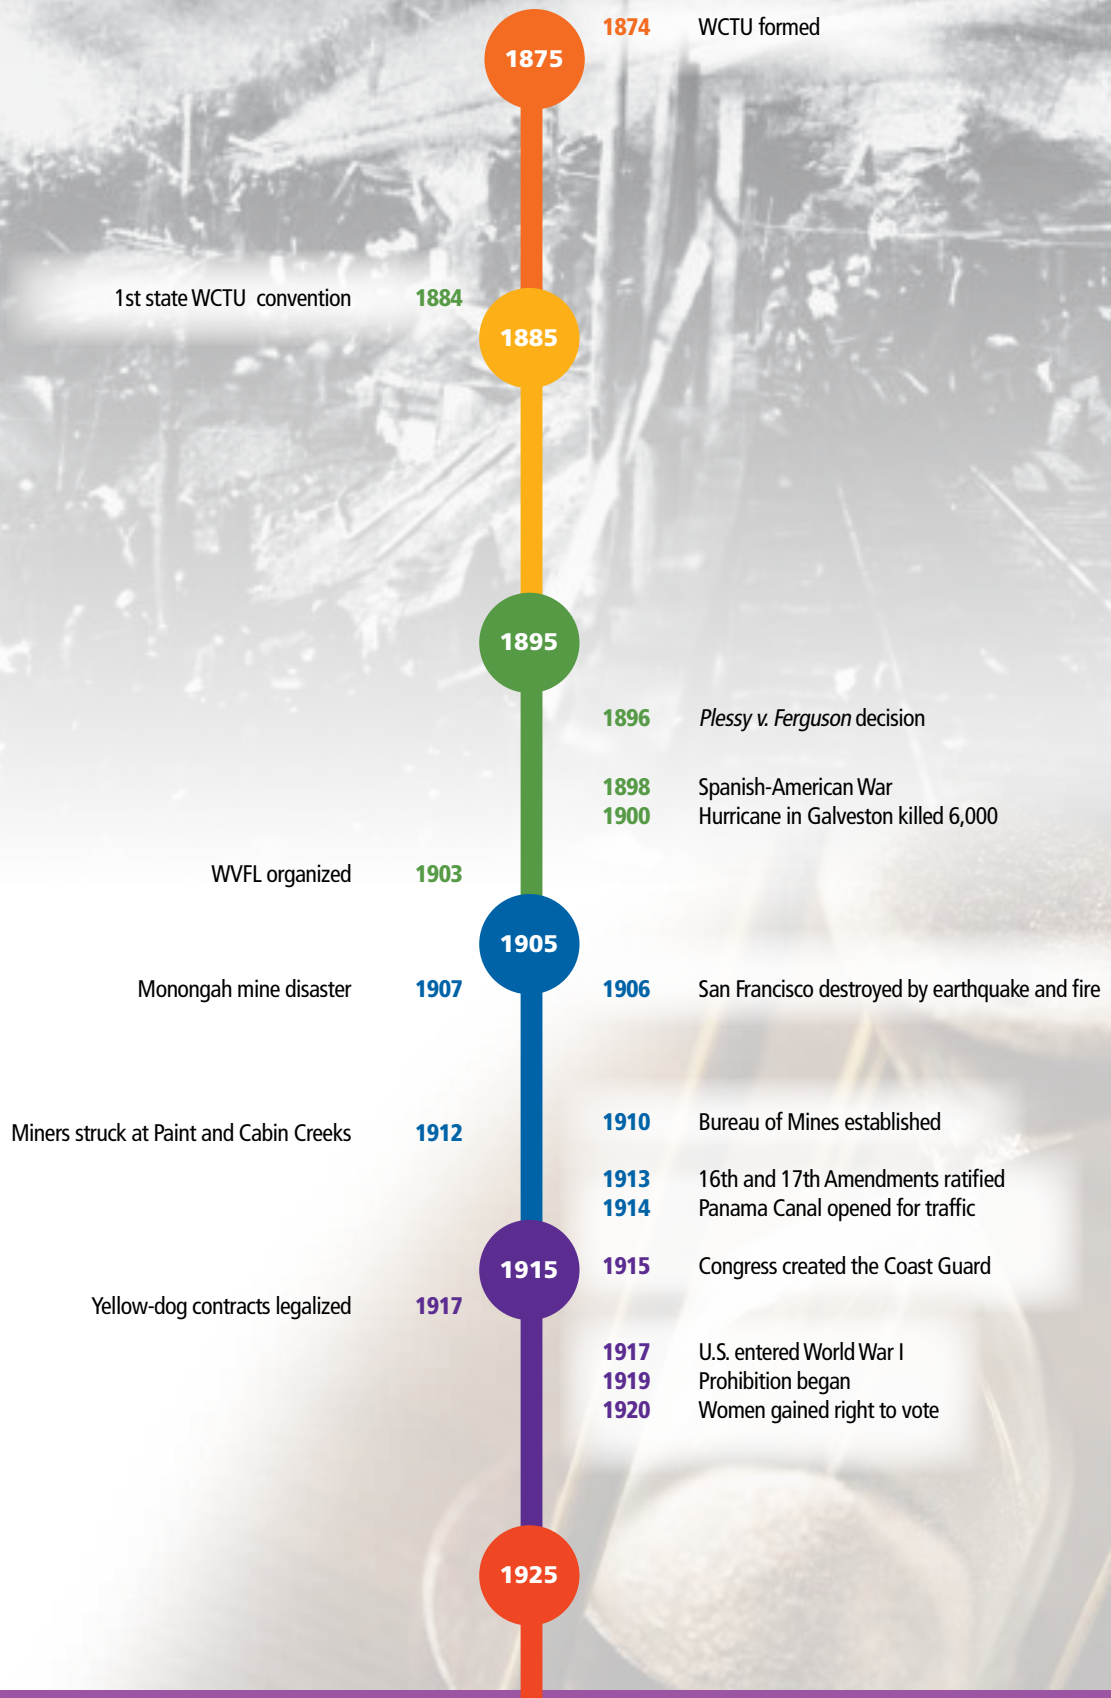 1874 WCTU formed
1875
1st state WCTU convention 1884
1885
1895
1896 Plessy v. Ferguson decision
1898 Spanish-American War
1900 Hurricane in Galveston killed 6,000
WVFL organized 1903
1905
Monongah mine disaster 1907
1906 San Francisco destroyed by earthquake and fire
1910 Bureau of Mines established
Miners struck at Paint and Cabin Creeks 1912
1913 16th and 17th Amendments ratified
1914 Panama Canal opened for traffic
1915
1915 Congress created the Coast Guard
Yellow-dog contracts legalized 1917
1917 U.S. entered World War I
1919 Prohibition began
1920 Women gained right to vote
1925